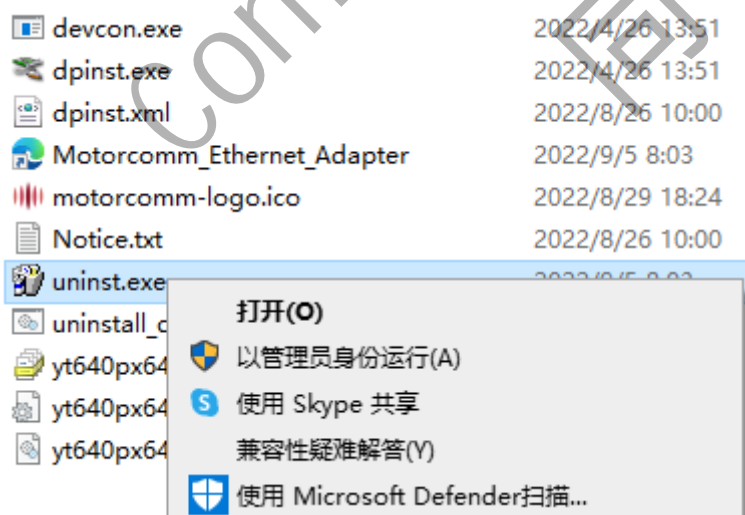 devcon.exe 2022/4/26 13:51
dpinst.exe 2022/4/26 13:51
dpinst.xml 2022/8/26 10:00
Motorcomm_Ethernet_Adapter 2022/9/5 8:03
motorcomm-logo.ico 2022/8/29 18:24
Notice.txt 2022/8/26 10:00
uninst.exe
打开(O)
uninstall_
以管理员身份运行(A)
yt640px64
使用 Skype 共享
yt640px64
兼容性疑难解答(Y)
yt640px64
使用 Microsoft Defender扫描...